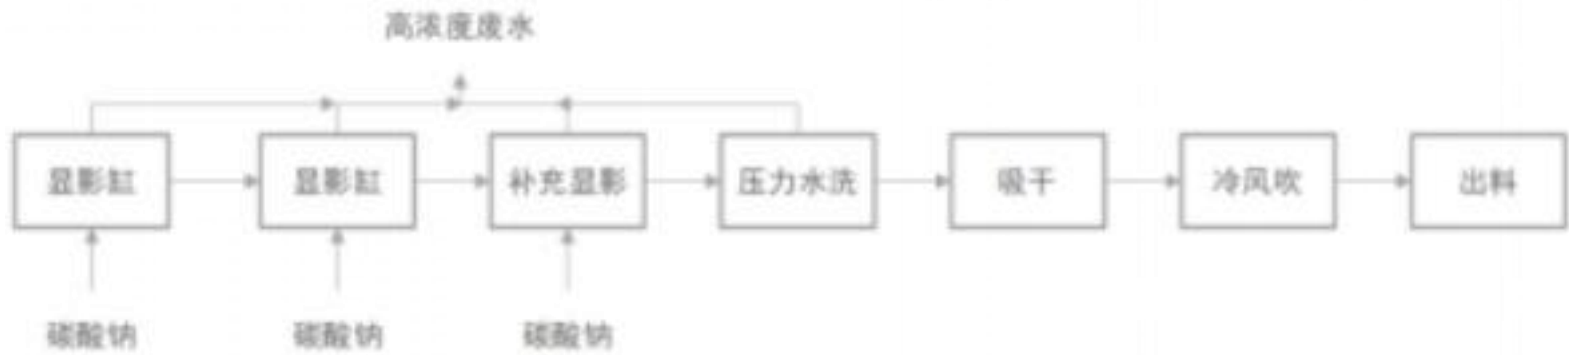 高浓度废水
显影缸
显影缸
补充显影
压力水洗
吸干
冷风吹
出料
碳酸钠
碳酸钠
碳酸钠